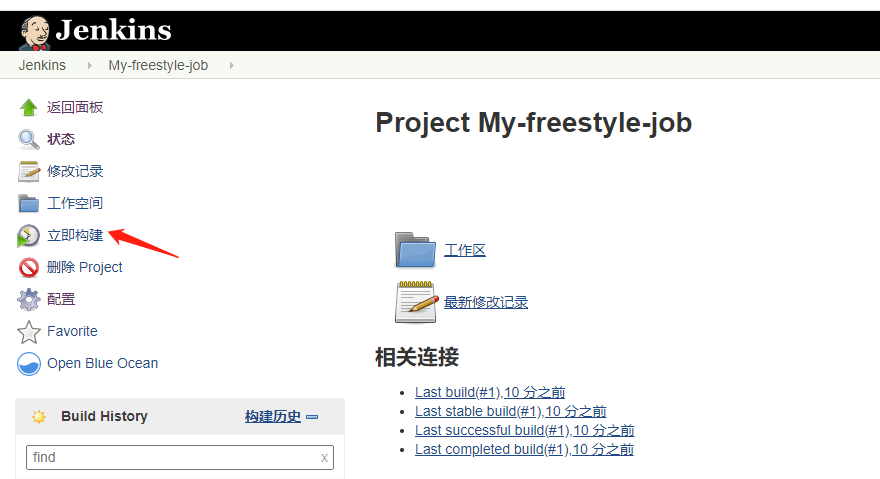 Jenkins
Jenkins My-freestyle-job
返回面板
状态
修改记录
工作空间
立即构建
删除 Project
配置
Favorite
Open Blue Ocean
Build History 构建历史
find x
Project My-freestyle-job
工作区
最新修改记录
相关连接
Last build(#1),10 分之前
Last stable build(#1),10 分之前
Last successful build(#1),10 分之前
Last completed build(#1),10 分之前